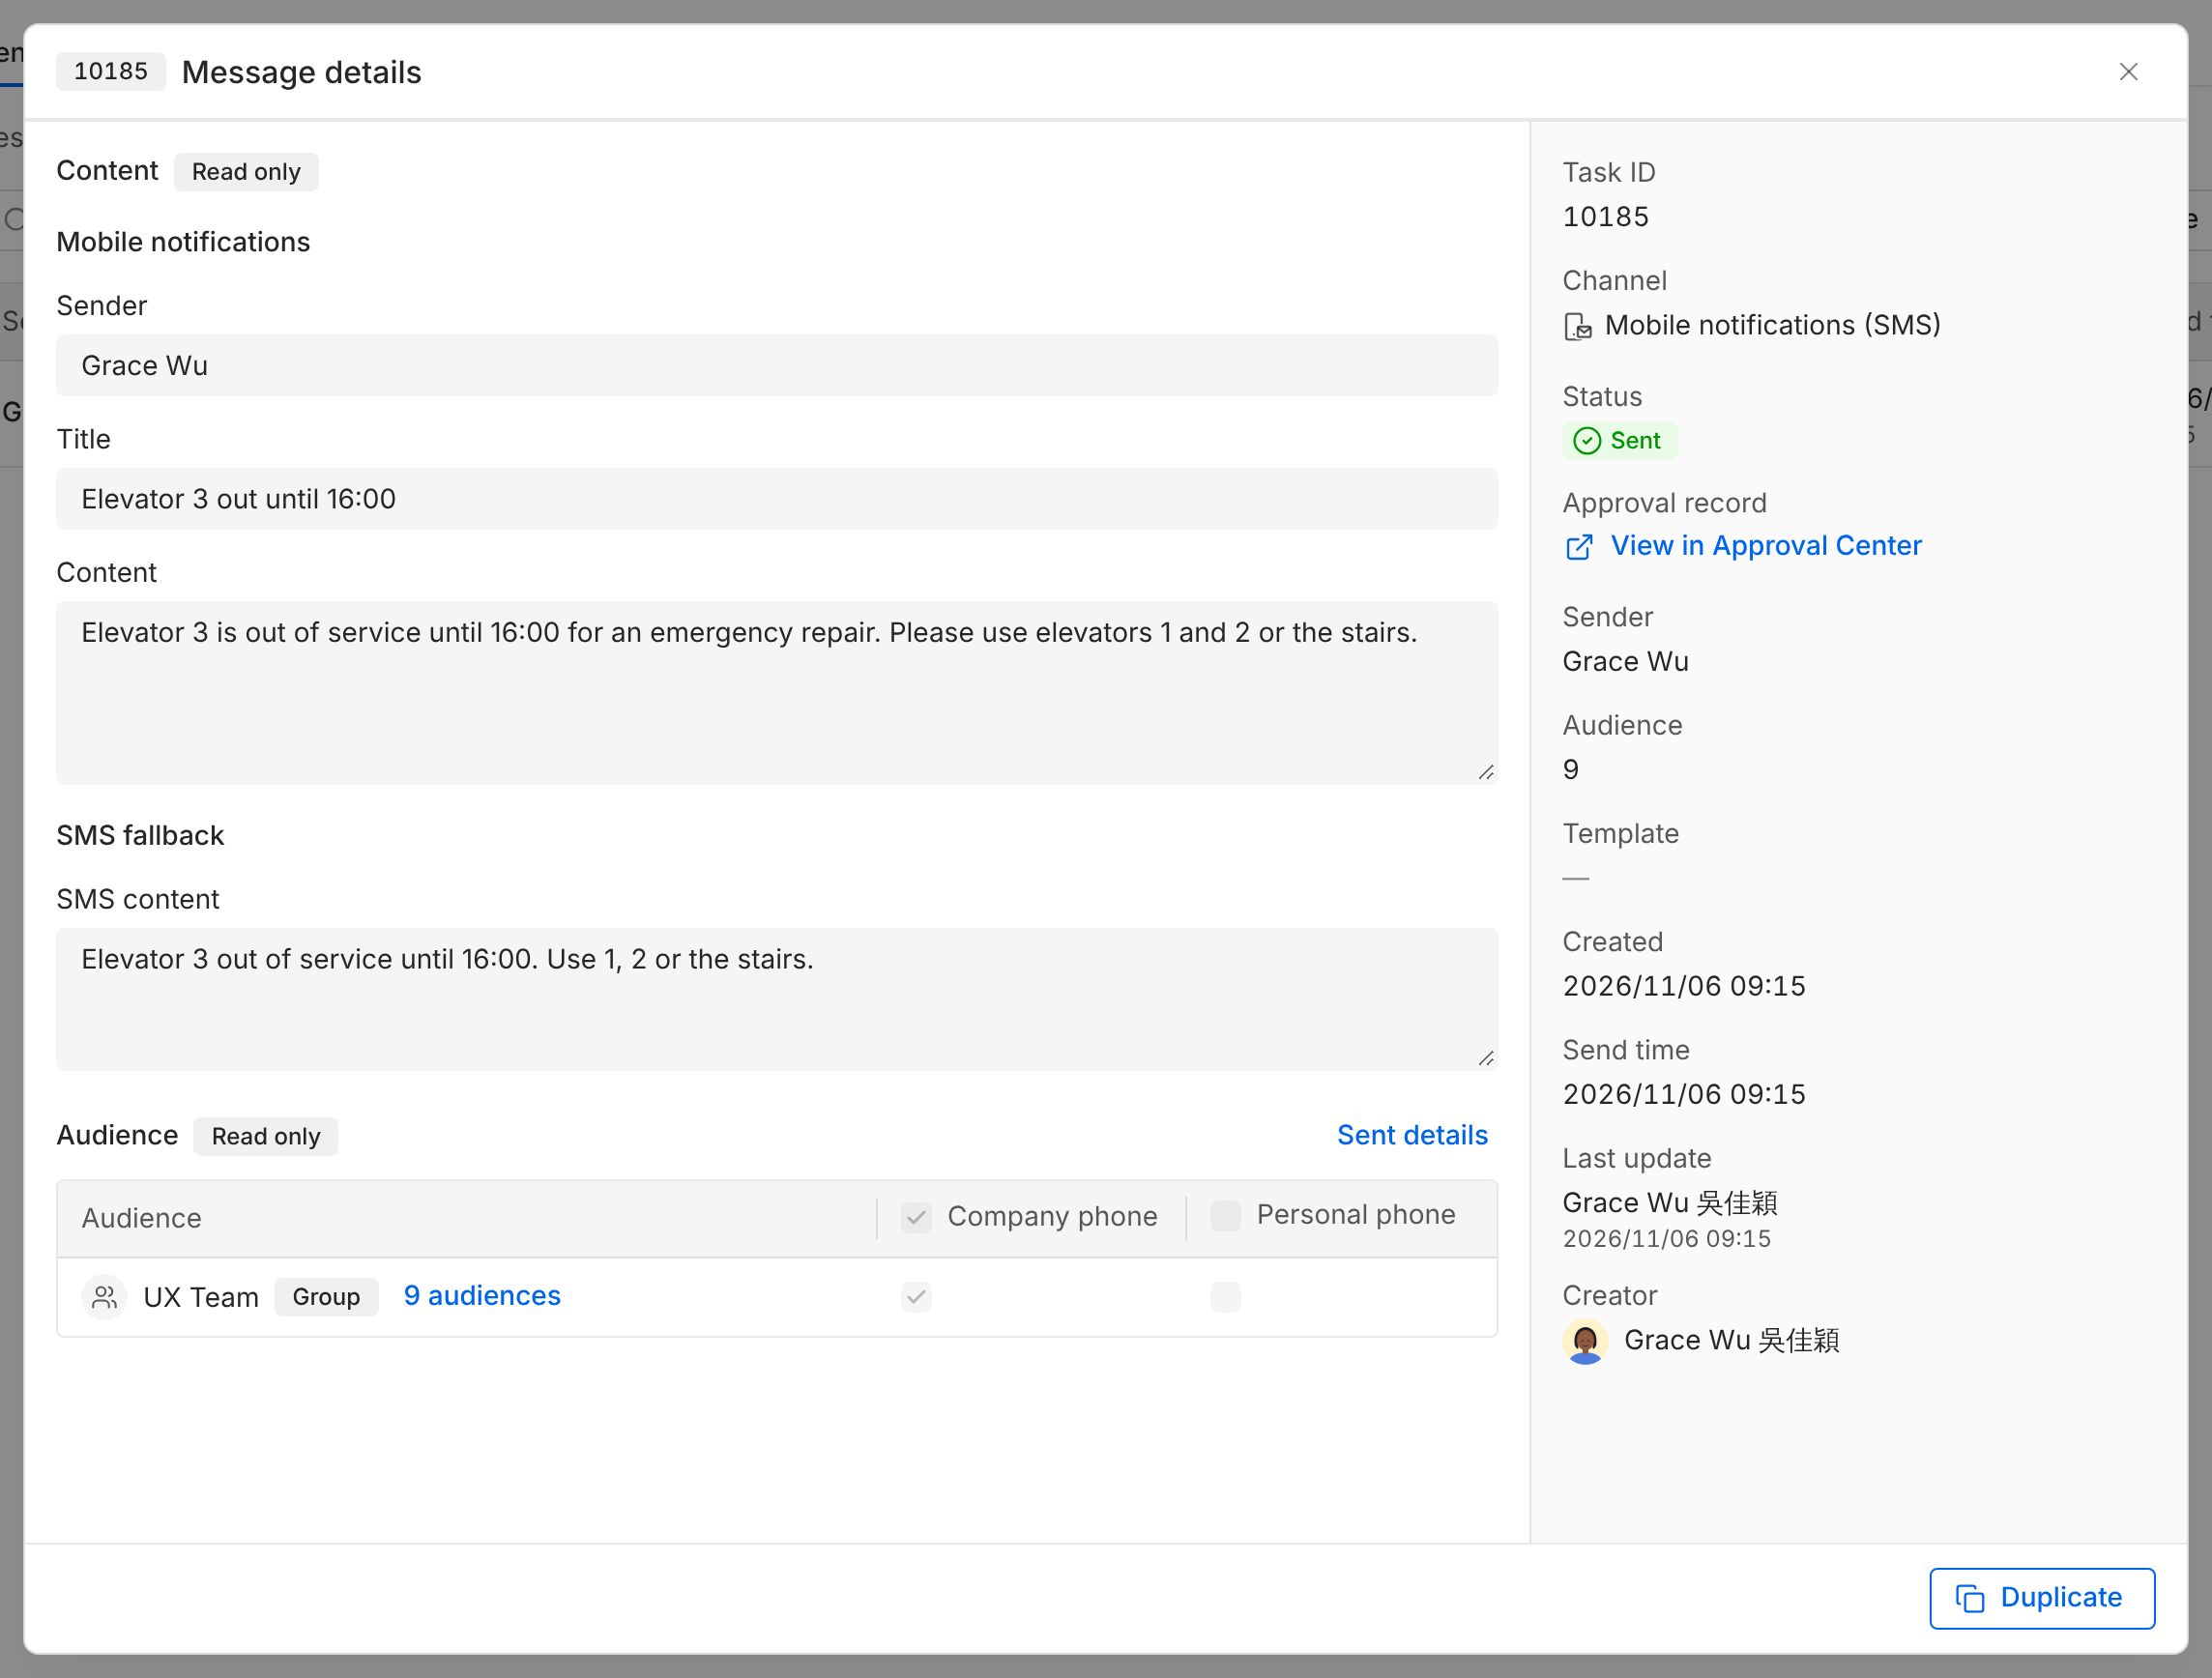 10185
Message details
Content
Read only
Mobile notifications
Sender
Grace Wu
Title
Elevator 3 out until 16:00
Content
Elevator 3 is out of service until 16:00 for an emergency repair. Please use elevators 1 and 2 or the stairs.
SMS fallback
SMS content
Elevator 3 out of service until 16:00. Use 1, 2 or the stairs.
Audience
Read only
Sent details
Audience
Company phone
Personal phone
UX Team
Group
9 audiences
Task ID
10185
Channel
Mobile notifications (SMS)
Status
Sent
Approval record
View in Approval Center
Sender
Grace Wu
Audience
9
Template
—
Created
2026/11/06 09:15
Send time
2026/11/06 09:15
Last update
Grace Wu 吳佳穎
2026/11/06 09:15
Creator
Grace Wu 吳佳穎
Duplicate